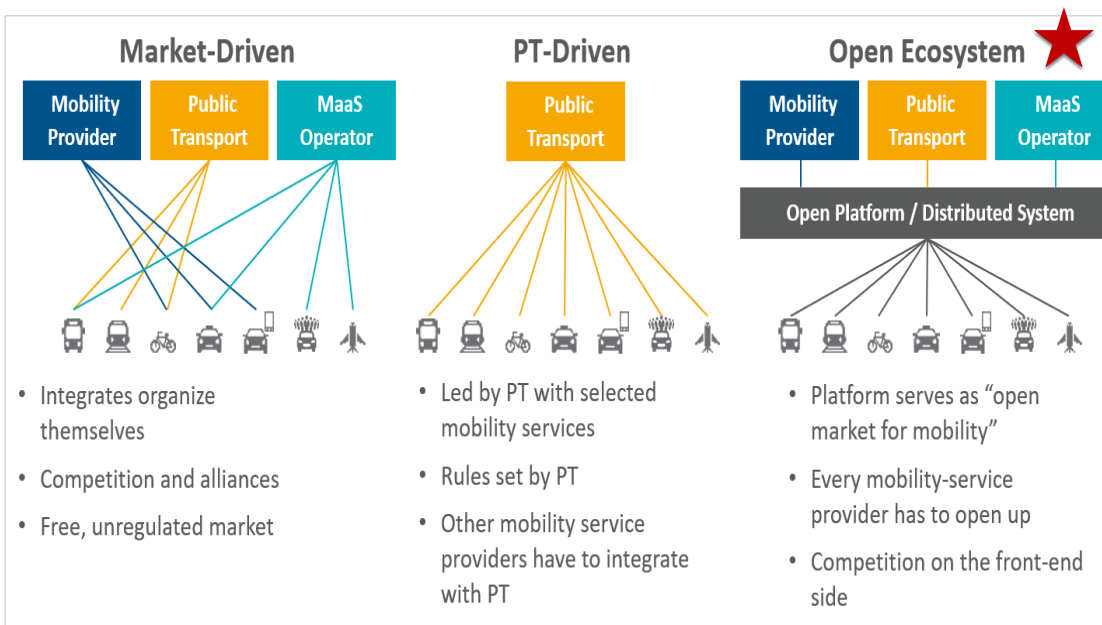 Market-Driven
Mobility
Provider
Public
Transport
MaaS
Operator
• Integrates organize
themselves
• Competition and alliances
• Free, unregulated market
PT-Driven
Public
Transport
• Led by PT with selected
mobility services
• Rules set by PT
• Other mobility service
providers have to integrate
with PT
Open Ecosystem
Mobility
Provider
Public
Transport
MaaS
Operator
Open Platform / Distributed System
• Platform serves as “open
market for mobility”
• Every mobility-service
provider has to open up
• Competition on the front-end
side